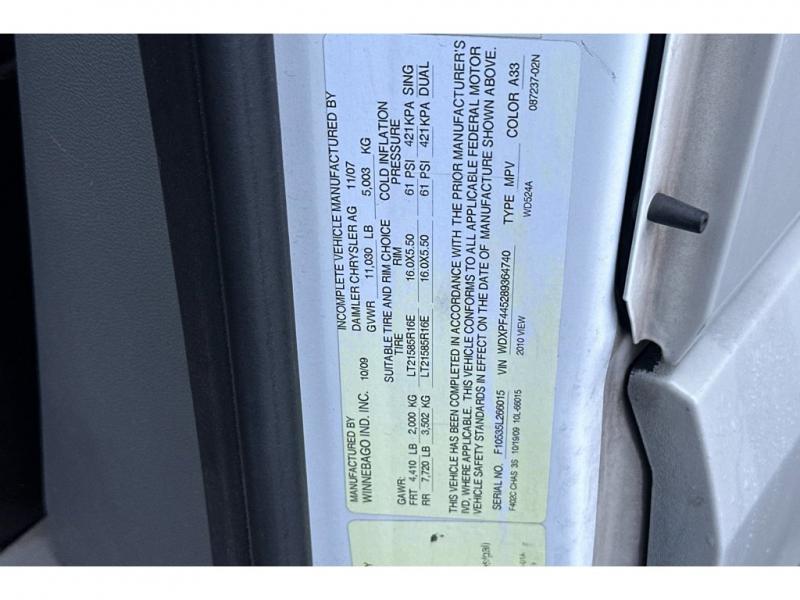 MANUFACTURED BY INCOMPLETE VEHICLE MANUFACTURED BY
WINNEBAGO IND. INC. 10/09 DAIMLER CHRYSLER AG 11/07
GVWR 11,030 LB 5,003 KG
SUITABLE TIRE AND RIM CHOICE COLD INFLATION
GAWR: TIRE RIM PRESSURE
FRT 4,410 LB 2,000 KG LT21585R16E 16.0X5.50 61 PSI 421KPA SING
RR 7,720 LB 3,502 KG LT21585R16E 16.0X5.50 61 PSI 421KPA DUAL
THIS VEHICLE HAS BEEN COMPLETED IN ACCORDANCE WITH THE PRIOR MANUFACTURER'S
IVD, WHERE APPLICABLE. THIS VEHICLE CONFORMS TO ALL APPLICABLE FEDERAL MOTOR
VEHICLE SAFETY STANDARDS IN EFFECT ON THE DATE OF MANUFACTURE SHOWN ABOVE.
SERIAL NO. F10535L266015 VIN WDXPF445289364740 TYPE MPV COLOR A33
F402C CHAS 3S 10/19/09 10L-66015 2010 VIEW WD524A 087237-02N